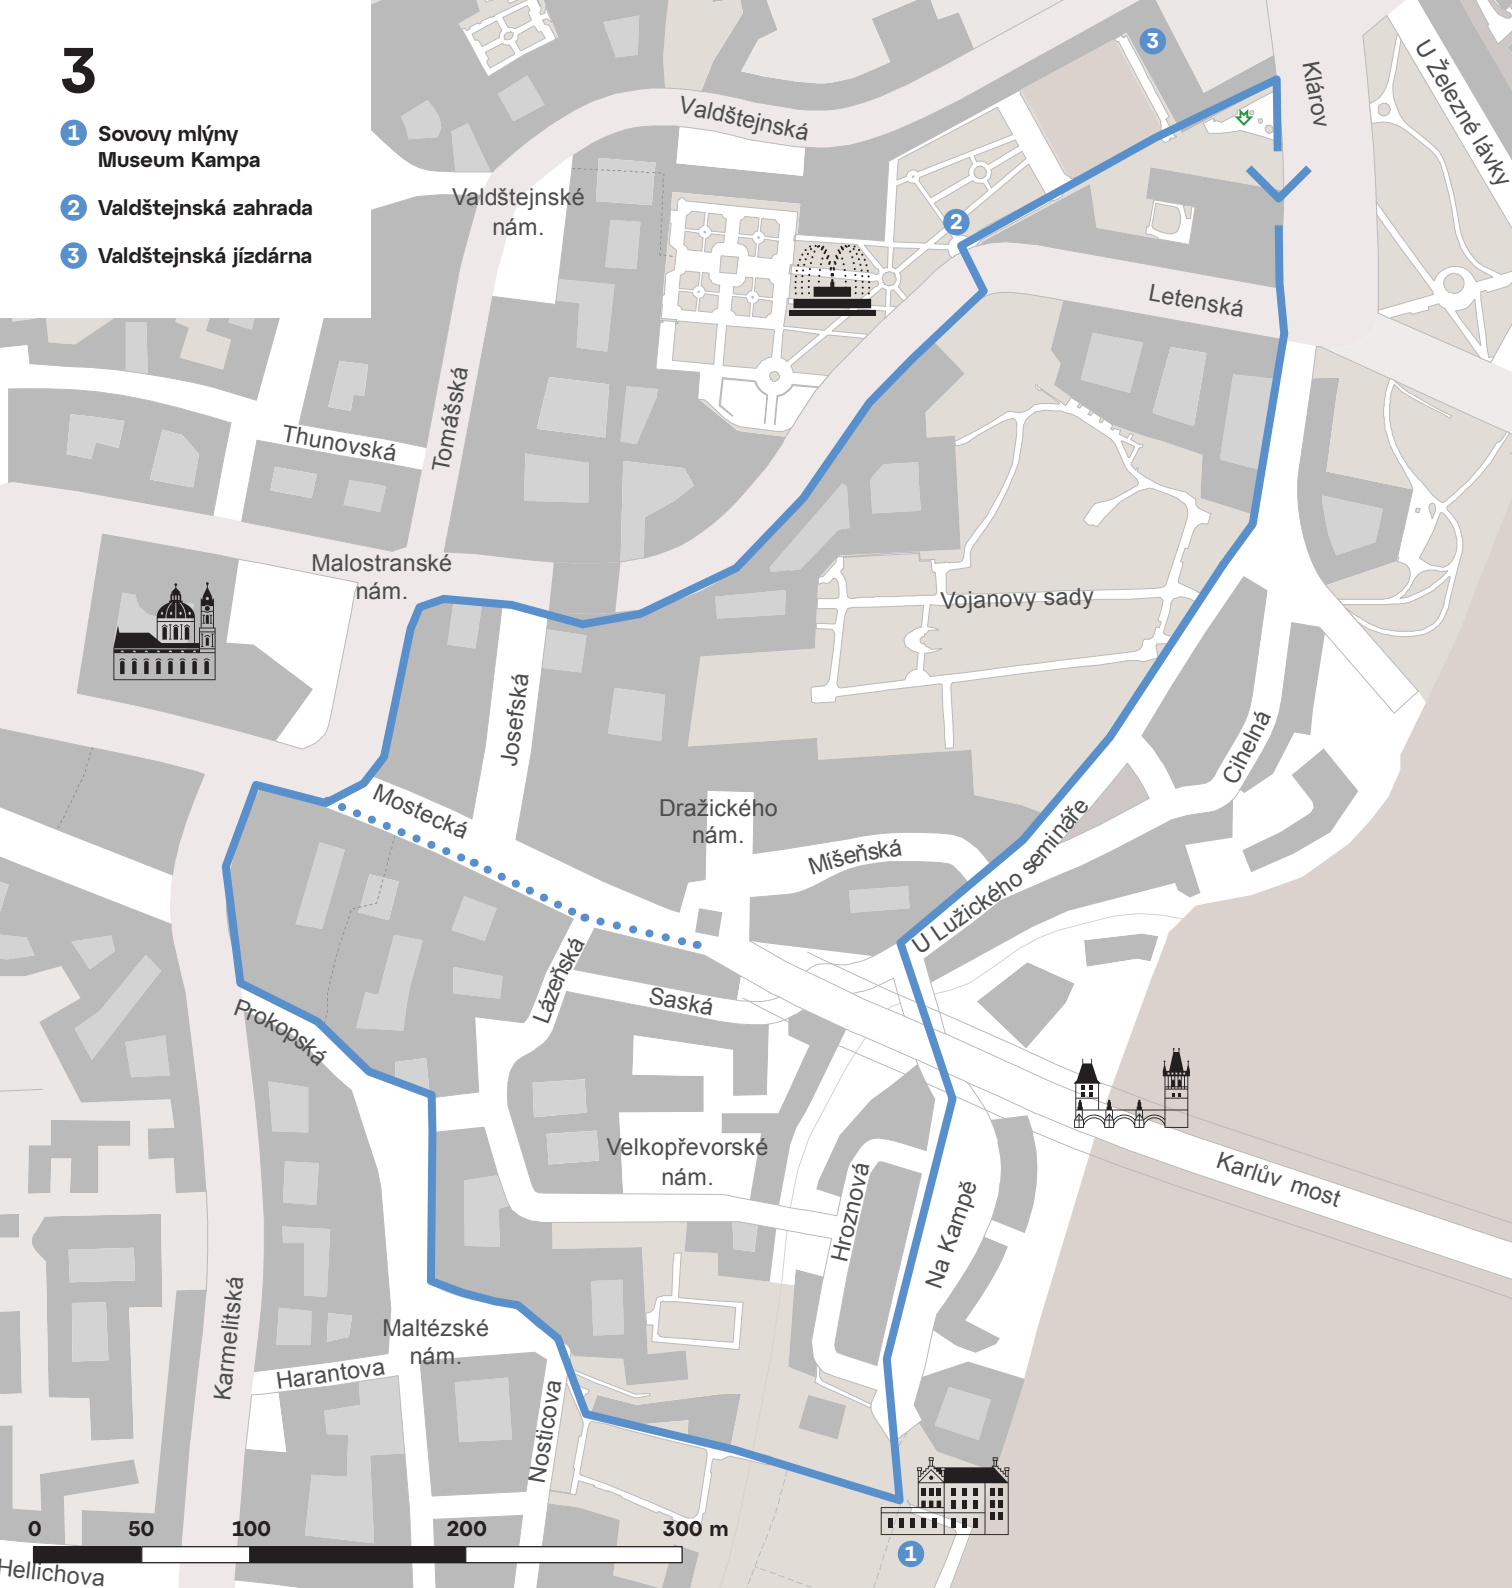 3
1 Sovovy mlýny
Museum Kampa
2 Valdštejnská zahrada
3 Valdštejnská jízdárna
3
Klárov
U Železné lávky
Valdštejnská
Valdštejnské
nám.
2
Letenská
Tomášská
Thunovská
Malostranské
nám.
Vojanovy sady
Josefská
Cihelná
Mostecká
Dražického
nám.
Míšeňská
U Lužického semináře
Lázeňská
Saská
Prokopská
Velkopřevorské
nám.
Karlův most
Hroznová
Na Kampě
Karmelitská
Maltézské
nám.
Harantova
Nosticova
1
0 50 100 200 300 m
Hellichova